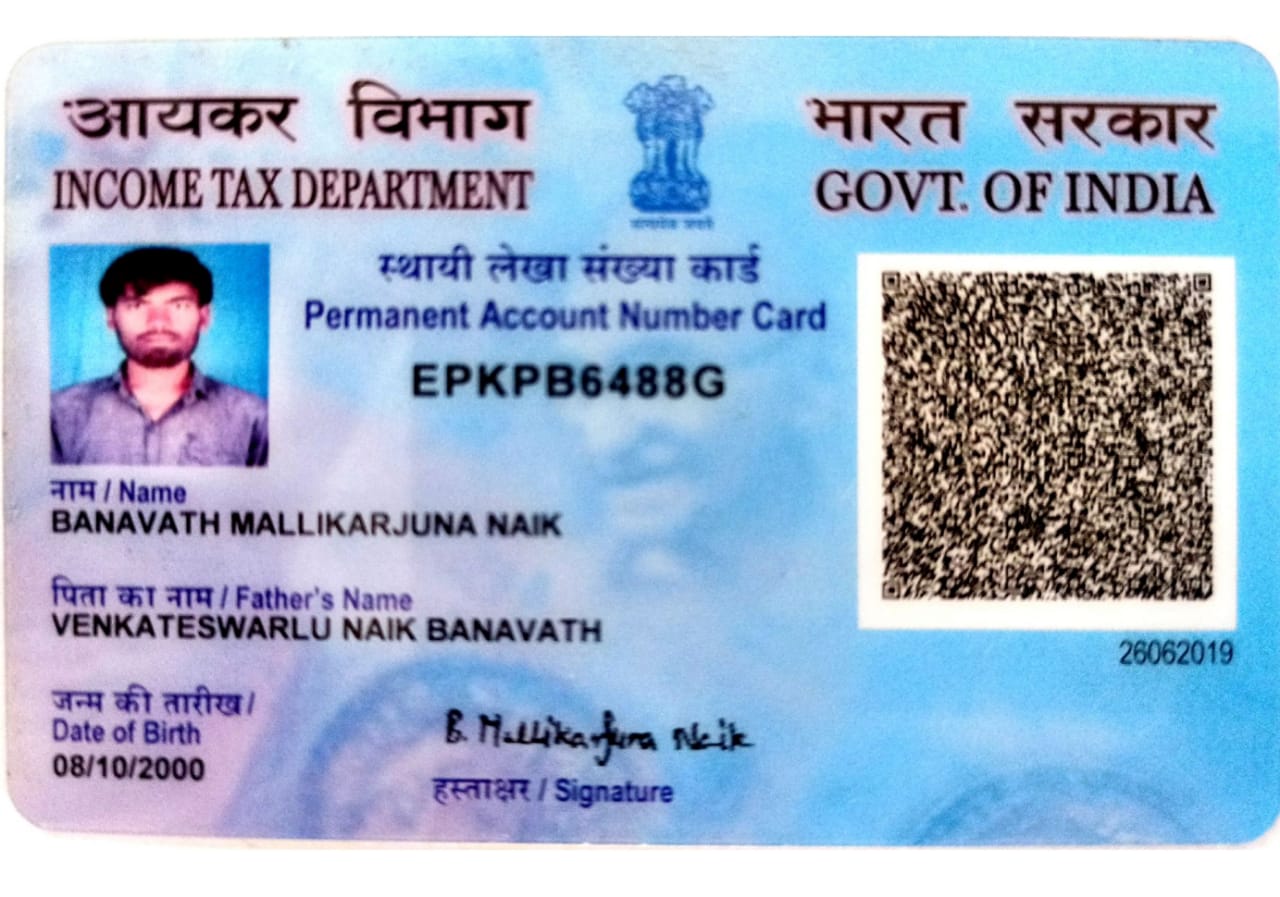 आयकर विभाग
INCOME TAX DEPARTMENT
भारत सरकार
GOVT. OF INDIA
सत्यमेव जयते
स्थायी लेखा संख्या कार्ड
Permanent Account Number Card
EPKPB6488G
नाम / Name
BANAVATH MALLIKARJUNA NAIK
पिता का नाम / Father's Name
VENKATESWARLU NAIK BANAVATH
26062019
जन्म की तारीख /
Date of Birth
08/10/2000
B. Mallikarjuna Naik
हस्ताक्षर / Signature